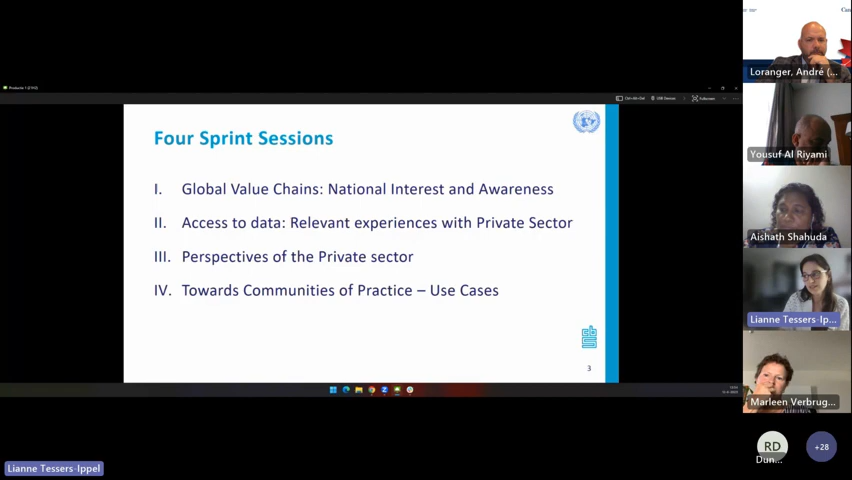 Four Sprint Sessions
I. Global Value Chains: National Interest and Awareness
II. Access to data: Relevant experiences with Private Sector
III. Perspectives of the Private sector
IV. Towards Communities of Practice – Use Cases
3
Loranger, André (...
Yousuf Al Riyami
Aishath Shahuda
Lianne Tessers-Ip...
Marleen Verbrug...
RD
Dun...
+28
Lianne Tessers-Ippel